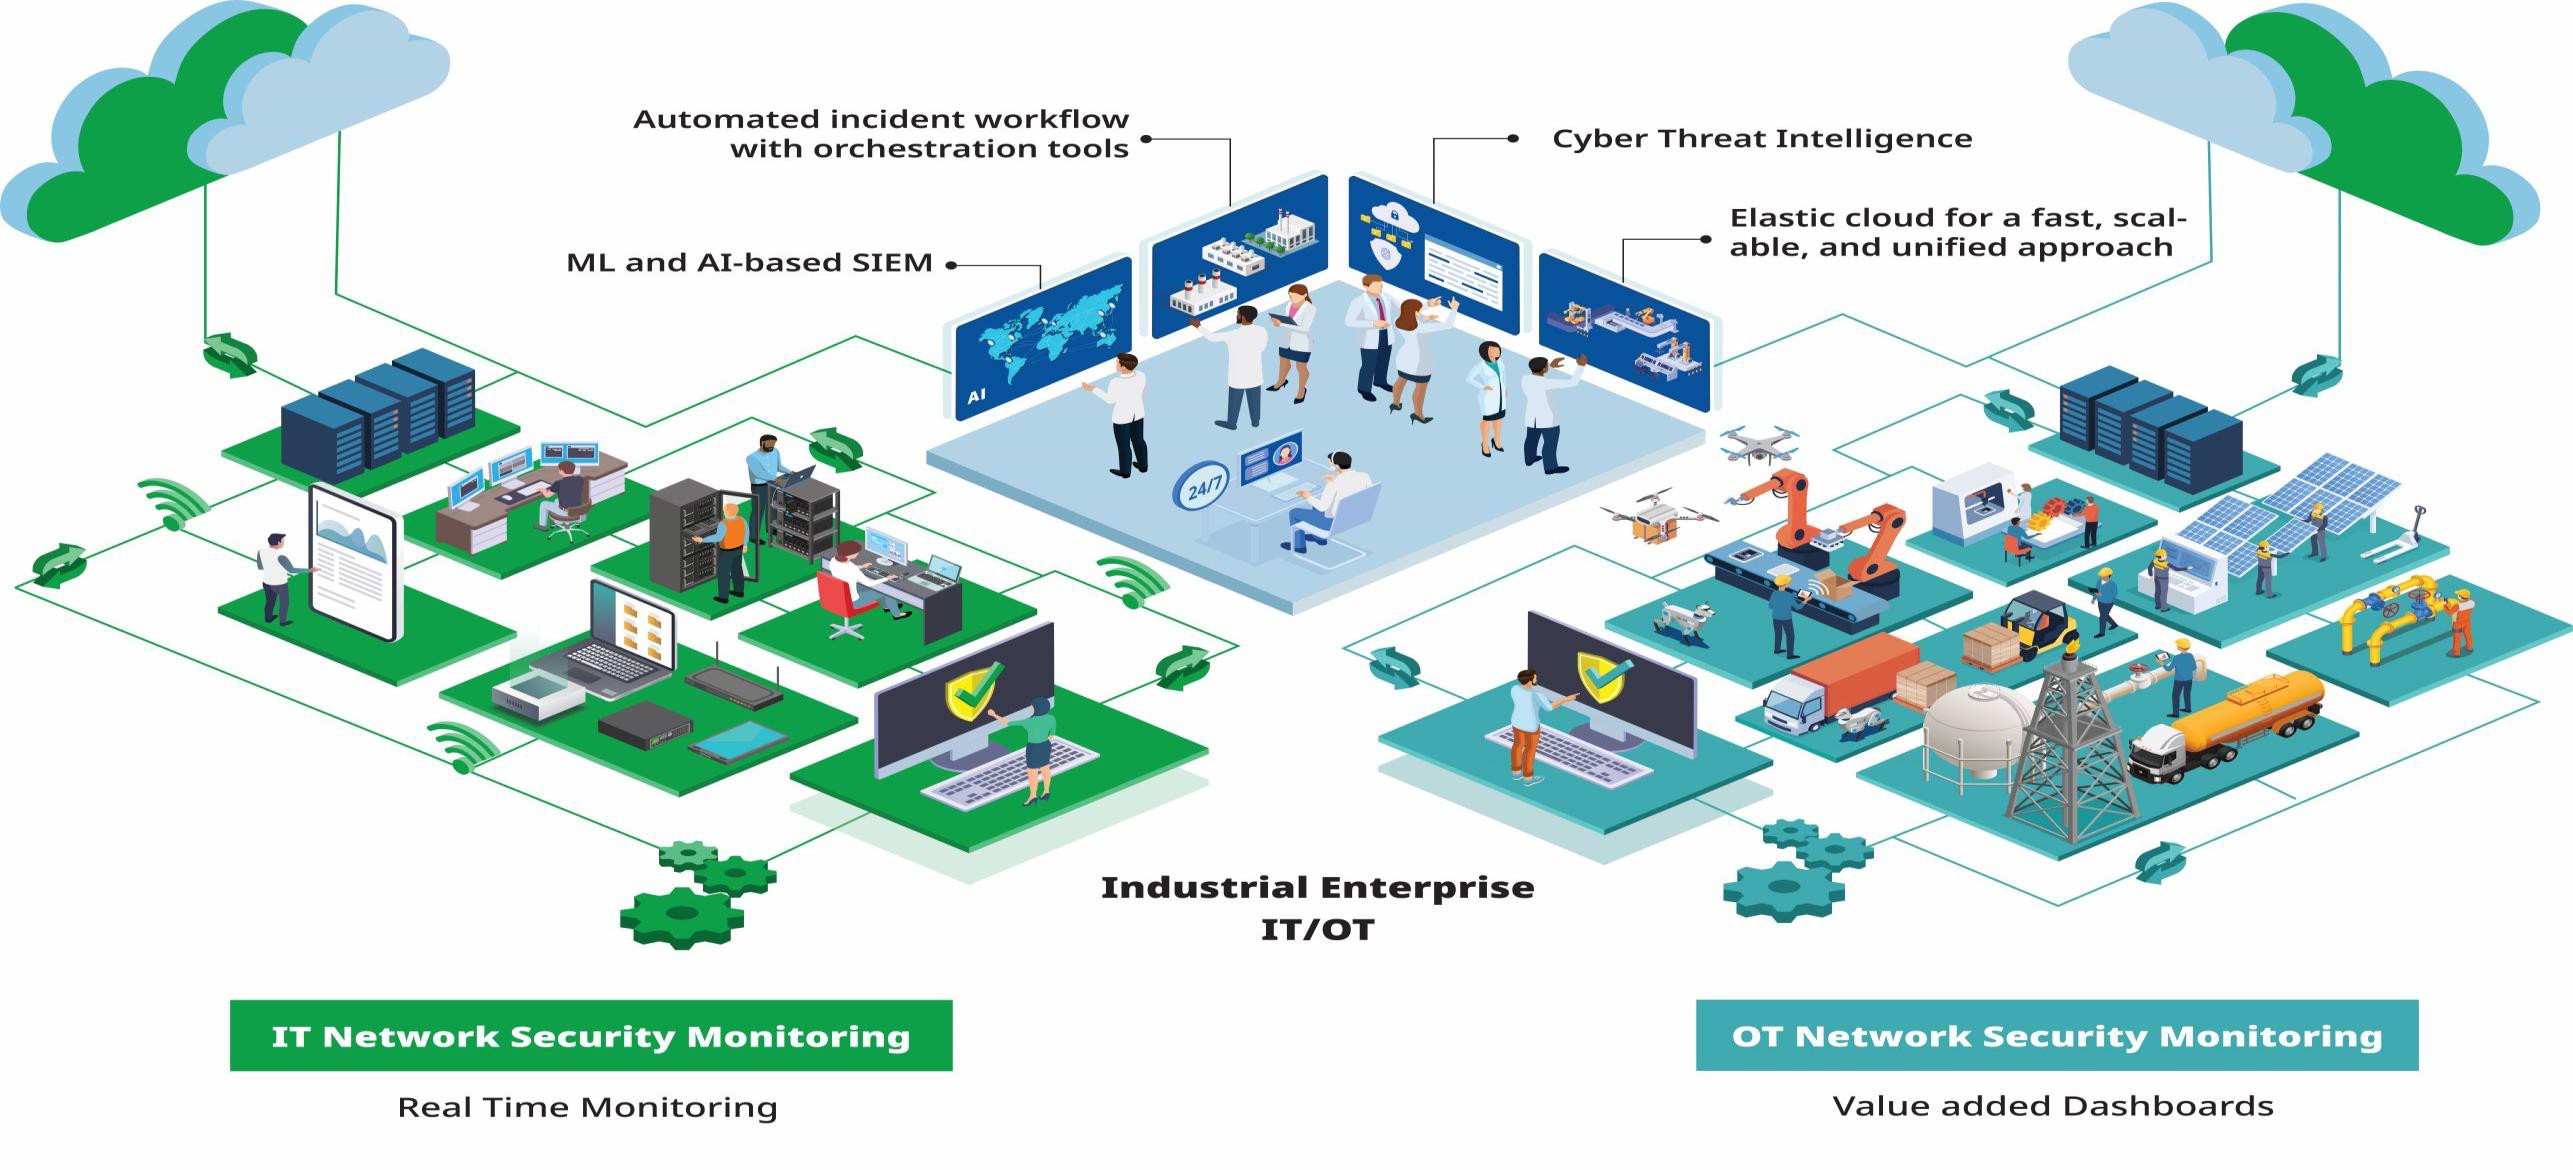 Automated incident workflow
with orchestration tools
Cyber Threat Intelligence
Elastic cloud for a fast, scal-
able, and unified approach
ML and AI-based SIEM
AI
24/7
Industrial Enterprise
IT/OT
IT Network Security Monitoring
Real Time Monitoring
OT Network Security Monitoring
Value added Dashboards